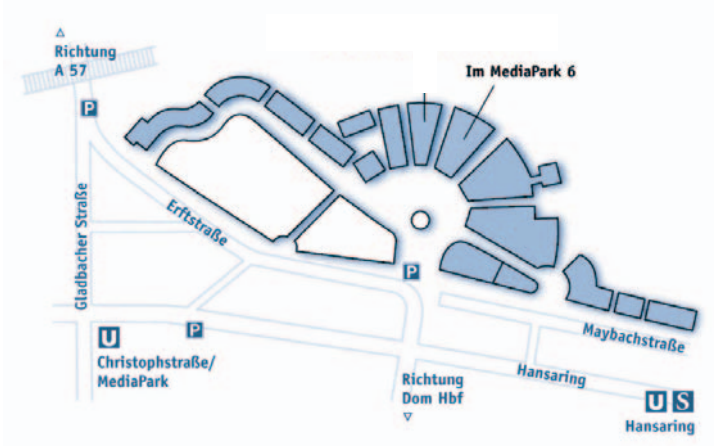 Richtung
A 57
Im MediaPark 6
P
Gladbacher Straße
Erftstraße
P
U
P
Christophstraße/
MediaPark
Maybachstraße
Hansaring
Richtung
Dom Hbf
U S
Hansaring